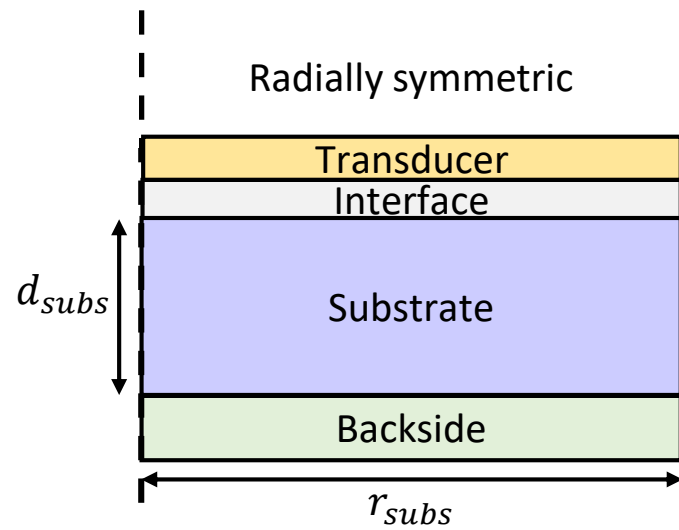 Radially symmetric
Transducer
Interface
d_subs
Substrate
Backside
r_subs